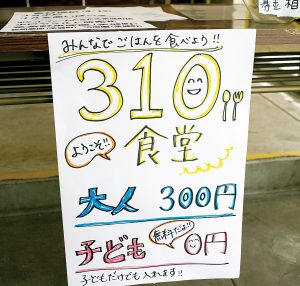 みんなでごはんを食べよう!!
310
ようこそ!!
食堂
大人 300円
無料だよ!!
子ども 0円
子どもだけでも入れます!!